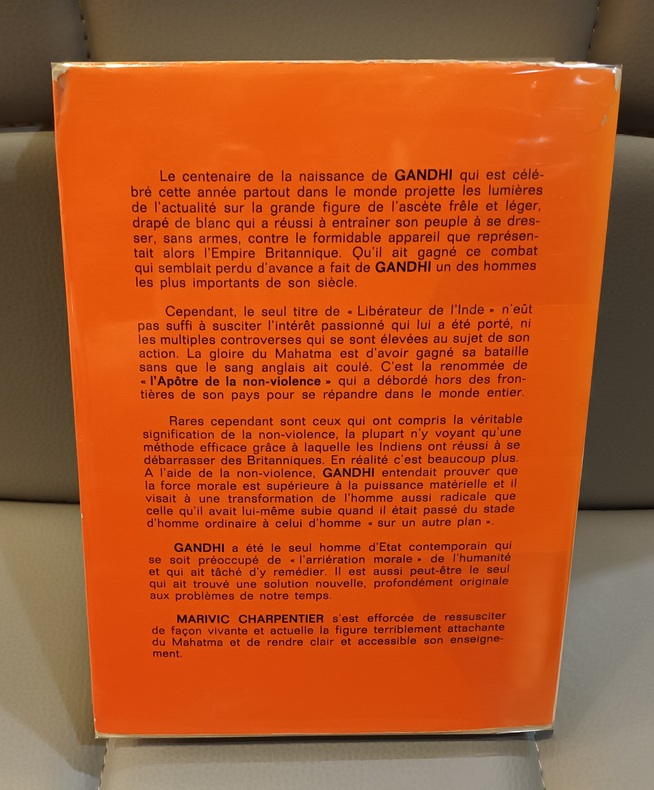 Le centenaire de la naissance de GANDHI qui est célé-
bré cette année partout dans le monde projette les lumières
de l'actualité sur la grande figure de l'ascète frêle et léger,
drapé de blanc qui a réussi à entraîner son peuple à se dres-
ser, sans armes, contre le formidable appareil que représen-
tait alors l'Empire Britannique. Qu'il ait gagné ce combat
qui semblait perdu d'avance a fait de GANDHI un des hommes
les plus importants de son siècle.
Cependant, le seul titre de « Libérateur de l'Inde » n'eût
pas suffi à susciter l'intérêt passionné qui lui a été porté, ni
les multiples controverses qui se sont élevées au sujet de son
action. La gloire du Mahatma est d'avoir gagné sa bataille
sans que le sang anglais ait coulé. C'est la renommée de
« l'Apôtre de la non-violence » qui a débordé hors des fron-
tières de son pays pour se répandre dans le monde entier.
Rares cependant sont ceux qui ont compris la véritable
signification de la non-violence, la plupart n'y voyant qu'une
méthode efficace grâce à laquelle les Indiens ont réussi à se
débarrasser des Britanniques. En réalité c'est beaucoup plus.
A l'aide de la non-violence, GANDHI entendait prouver que
la force morale est supérieure à la puissance matérielle et il
visait à une transformation de l'homme aussi radicale que
celle qu'il avait lui-même subie quand il était passé du stade
d'homme ordinaire à celui d'homme « sur un autre plan ».
GANDHI a été le seul homme d'Etat contemporain qui
se soit préoccupé de « l'arriération morale » de l'humanité
et qui ait tâché d'y remédier. Il est aussi peut-être le seul
qui ait trouvé une solution nouvelle, profondément originale
aux problèmes de notre temps.
MARIVIC CHARPENTIER s'est efforcée de ressusciter
de façon vivante et actuelle la figure terriblement attachante
du Mahatma et de rendre clair et accessible son enseigne-
ment.